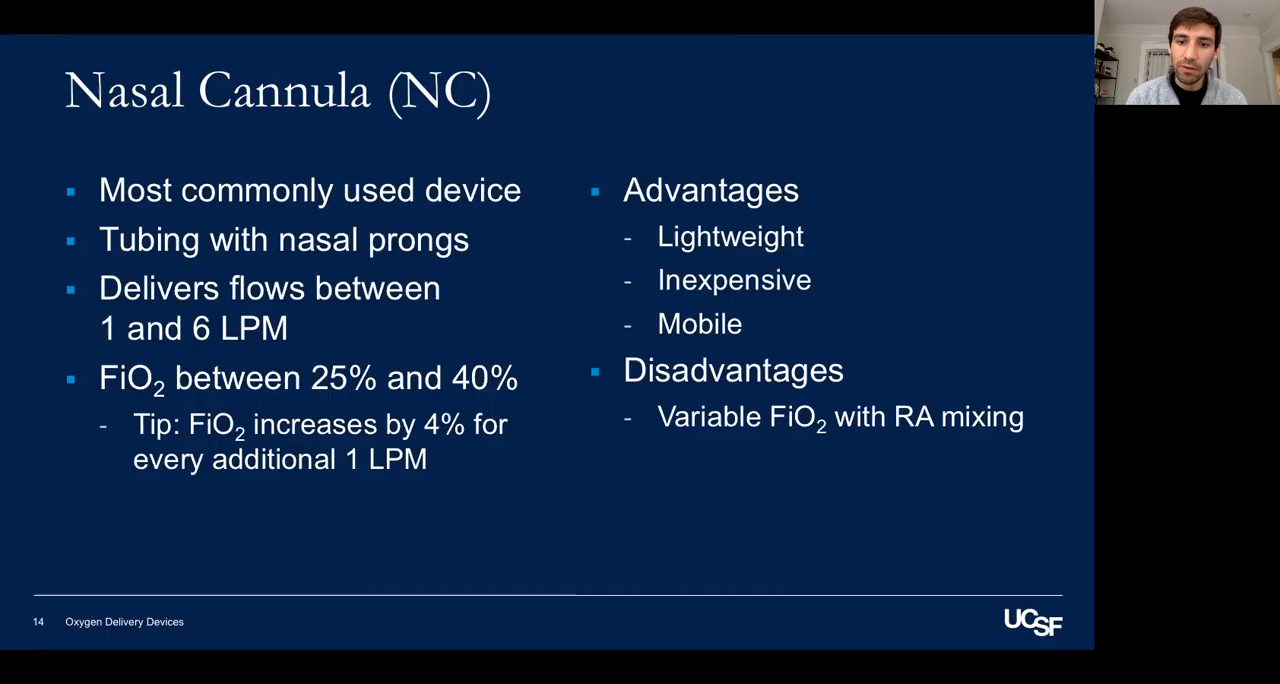 Nasal Cannula (NC)
▪ Most commonly used device
▪ Tubing with nasal prongs
▪ Delivers flows between
1 and 6 LPM
▪ FiO₂ between 25% and 40%
- Tip: FiO₂ increases by 4% for
every additional 1 LPM
▪ Advantages
- Lightweight
- Inexpensive
- Mobile
▪ Disadvantages
- Variable FiO₂ with RA mixing
14 Oxygen Delivery Devices
UCSF